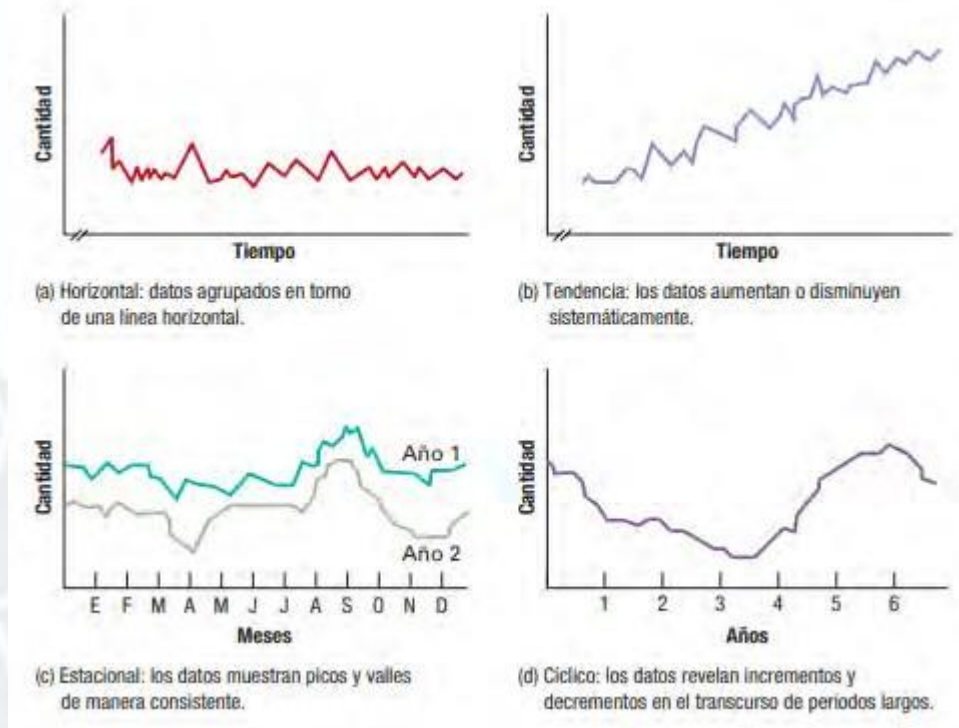 Cantidad
Tiempo
(a) Horizontal: datos agrupados en torno
de una línea horizontal.
Cantidad
Tiempo
(b) Tendencia: los datos aumentan o disminuyen
sistemáticamente.
Cantidad
Año 1
Año 2
E F M A M J J A S O N D
Meses
(c) Estacional: los datos muestran picos y valles
de manera consistente.
Cantidad
1 2 3 4 5 6
Años
(d) Cíclico: los datos revelan incrementos y
decrementos en el transcurso de periodos largos.